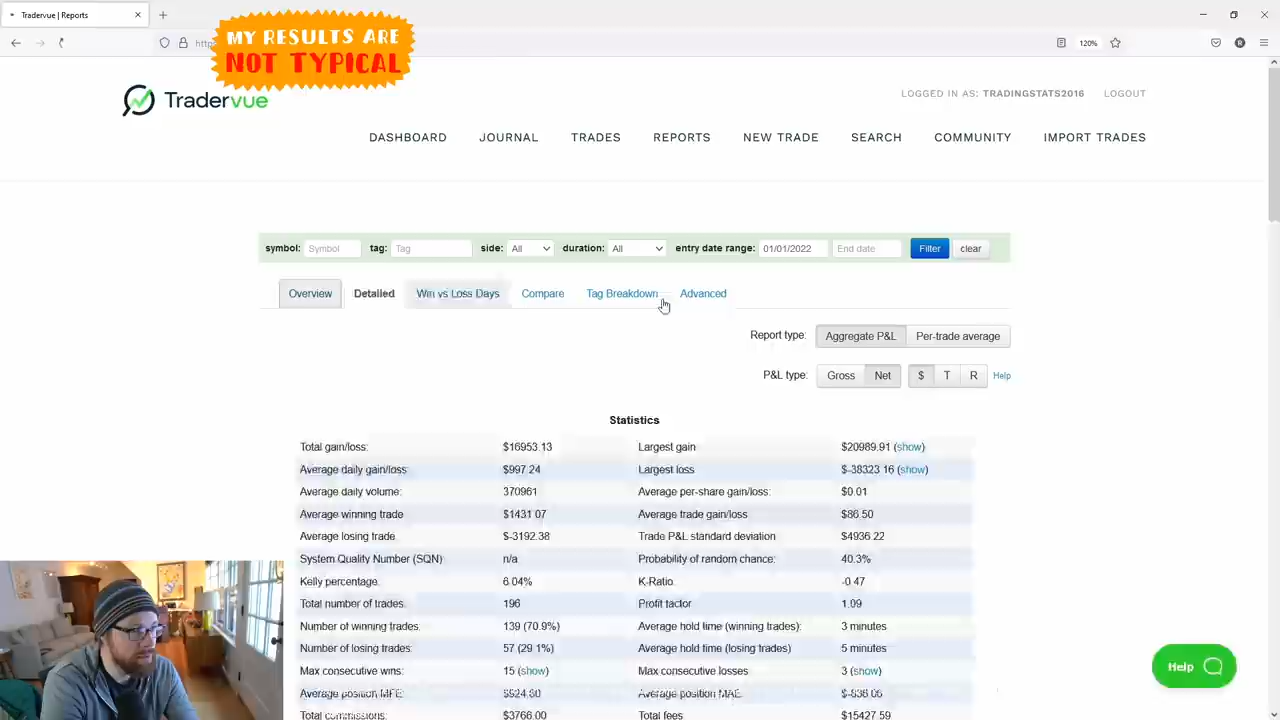 Tradervue | Reports
MY RESULTS ARE
NOT TYPICAL
120%
Tradervue
LOGGED IN AS: TRADINGSTATS2016 LOGOUT
DASHBOARD JOURNAL TRADES REPORTS NEW TRADE SEARCH COMMUNITY IMPORT TRADES
symbol: Symbol tag: Tag side: All duration: All entry date range: 01/01/2022 End date Filter clear
Overview Detailed Win vs Loss Days Compare Tag Breakdown Advanced
Report type: Aggregate P&L Per-trade average
P&L type: Gross Net $ T R Help
Statistics
Total gain/loss: $16953.13 Largest gain $20989.91 (show)
Average daily gain/loss: $997.24 Largest loss $-38323.16 (show)
Average daily volume: 370961 Average per-share gain/loss: $0.01
Average winning trade $1431.07 Average trade gain/loss $86.50
Average losing trade $-3192.38 Trade P&L standard deviation $4936.22
System Quality Number (SQN) n/a Probability of random chance: 40.3%
Kelly percentage: 6.04% K-Ratio -0.47
Total number of trades: 196 Profit factor 1.09
Number of winning trades: 139 (70.9%) Average hold time (winning trades): 3 minutes
Number of losing trades: 57 (29.1%) Average hold time (losing trades) 5 minutes
Max consecutive wins: 15 (show) Max consecutive losses 3 (show)
Average position MFE: Average position MAE:
Total commissions: $3766.00 Total fees $15427.59
Help